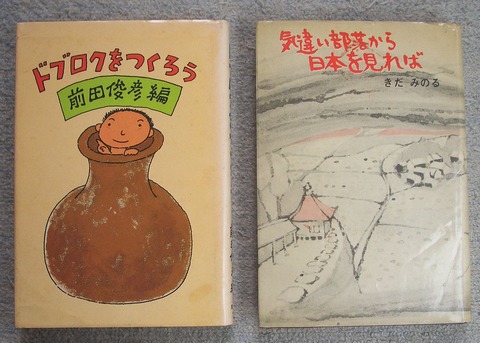 ドブロクをつくろう
前田俊彦編
気違い部落から
日本を見れば
きだ みのる